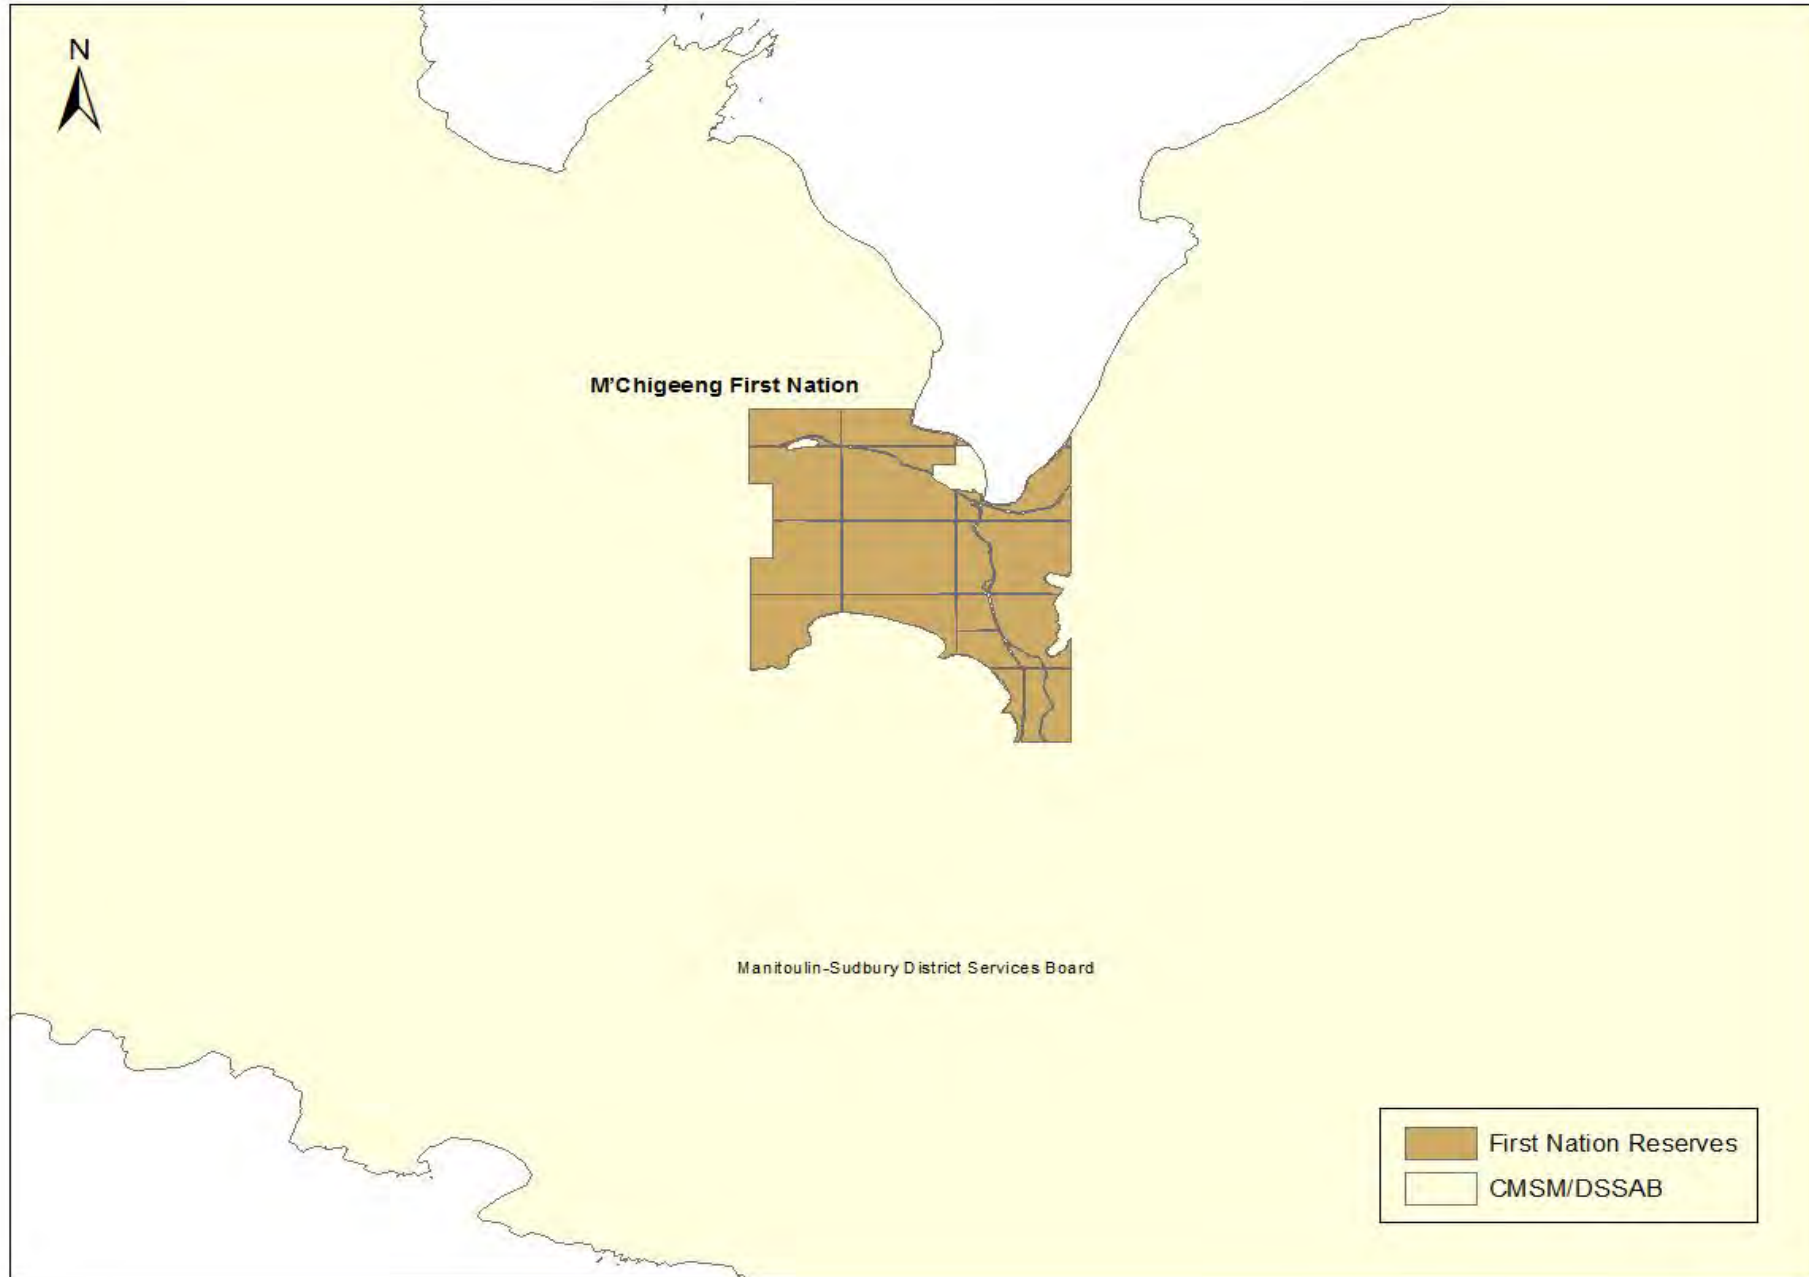 N
M'Chigeeng First Nation
Manitoulin-Sudbury District Services Board
First Nation Reserves
CMSM/DSSAB